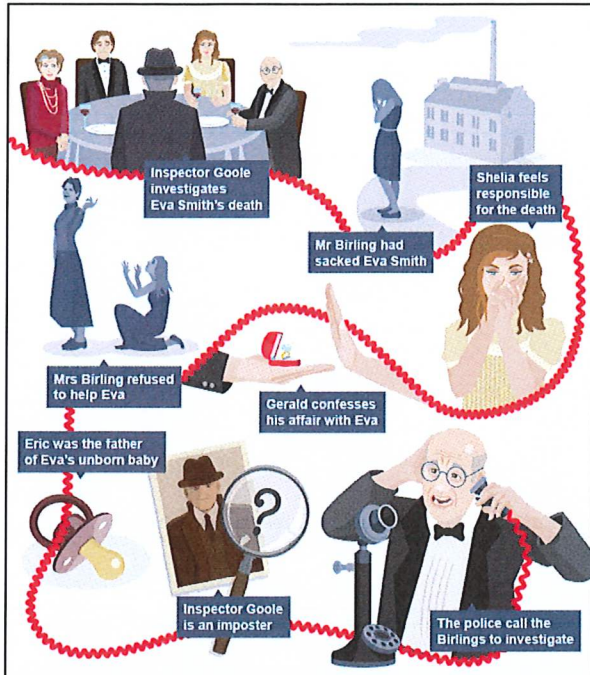 Inspector Goole
investigates
Eva Smith's death
Mr Birling had
sacked Eva Smith
Shelia feels
responsible
for the death
Gerald confesses
his affair with Eva
Mrs Birling refused
to help Eva
Eric was the father
of Eva's unborn baby
Inspector Goole
is an imposter
The police call the
Birlings to investigate